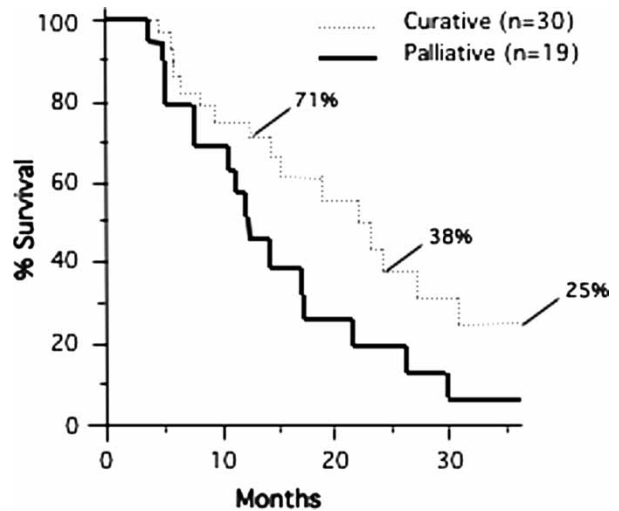 Curative (n=30)
Palliative (n=19)
100
80
60
40
20
0
% Survival
71%
38%
25%
0 10 20 30
Months